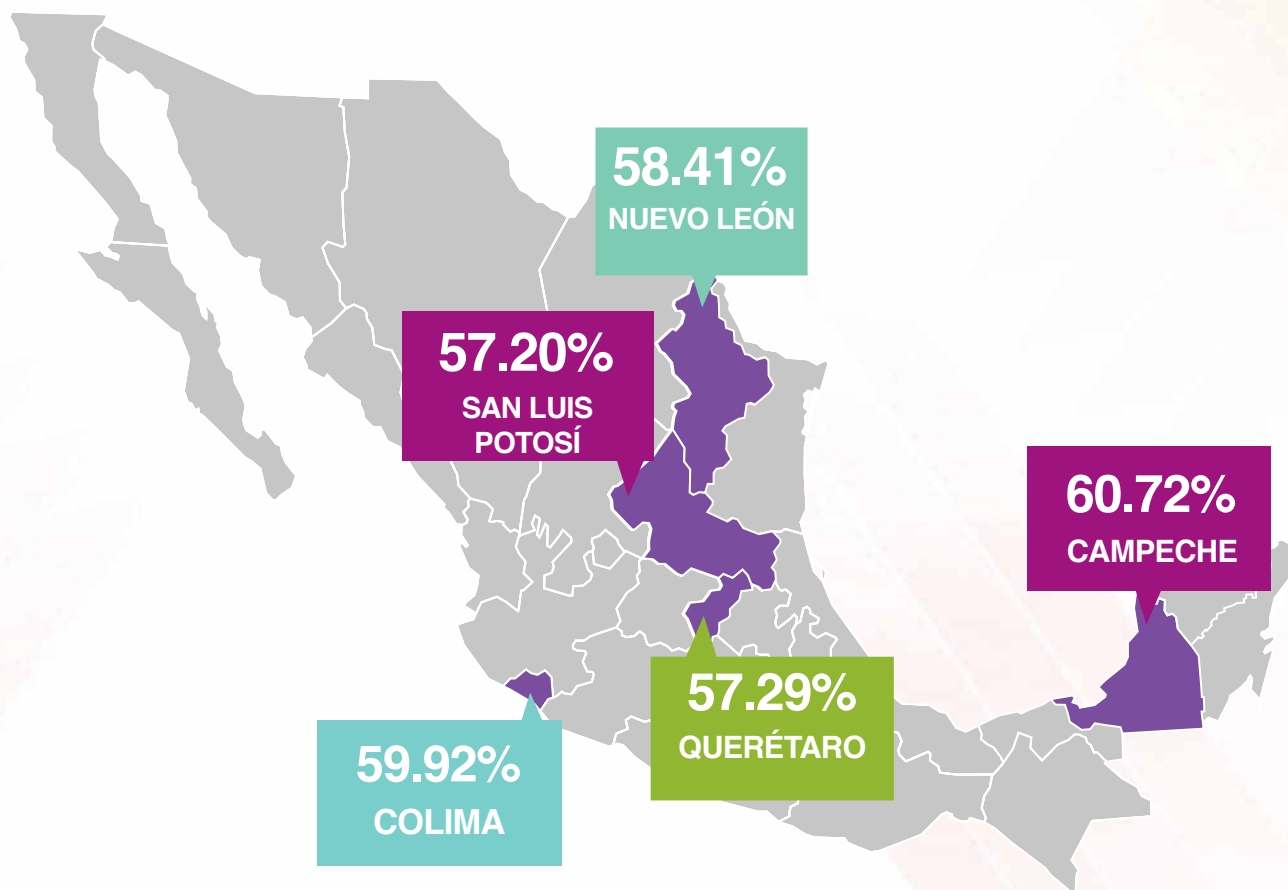 58.41%
NUEVO LEÓN
57.20%
SAN LUIS
POTOSÍ
60.72%
CAMPECHE
57.29%
QUERÉTARO
59.92%
COLIMA